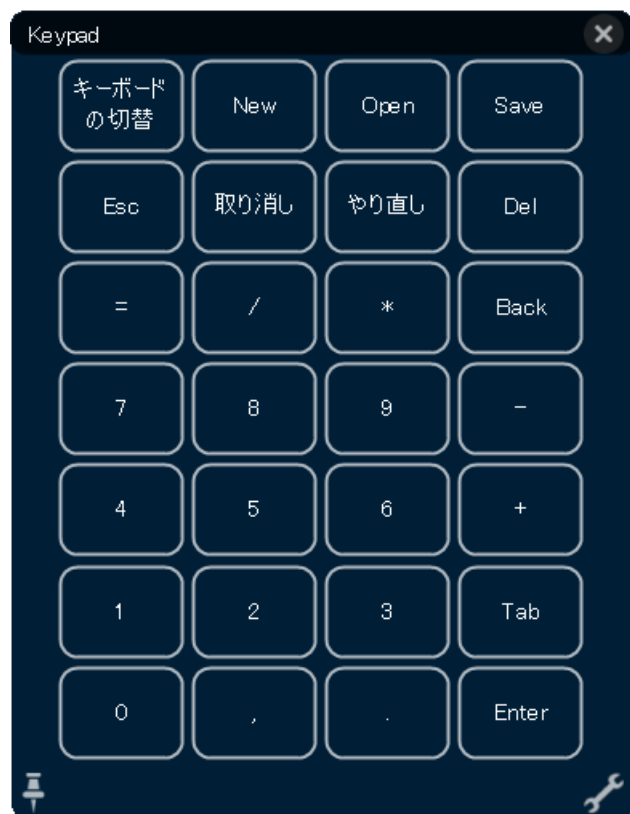 Keypad
キーボード
の切替
New
Open
Save
Esc
取り消し
やり直し
Del
=
/
*
Back
7
8
9
-
4
5
6
+
1
2
3
Tab
0
,
.
Enter